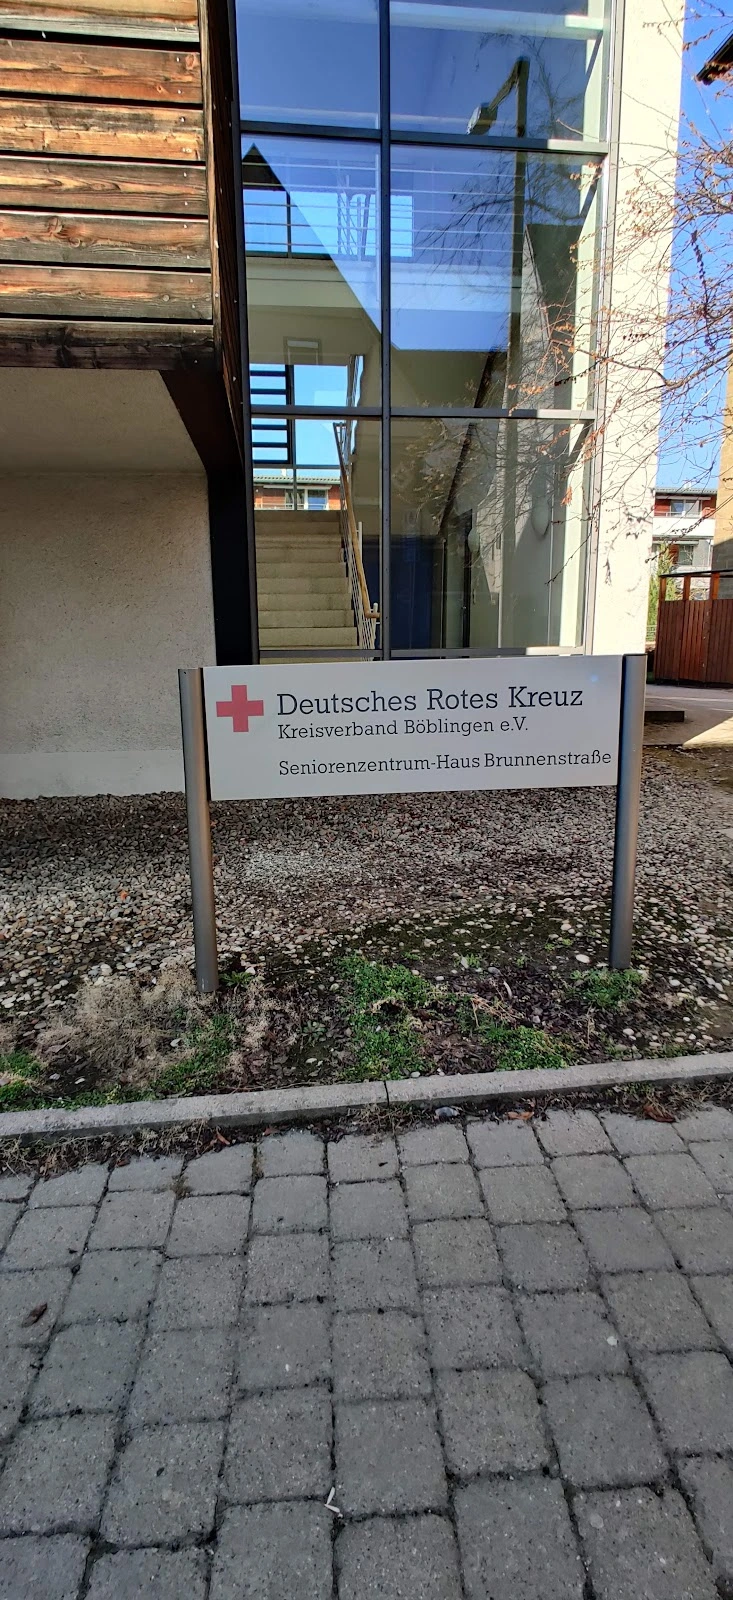 Deutsches Rotes Kreuz
Kreisverband Böblingen e.V.
Seniorenzentrum-Haus Brunnenstraße